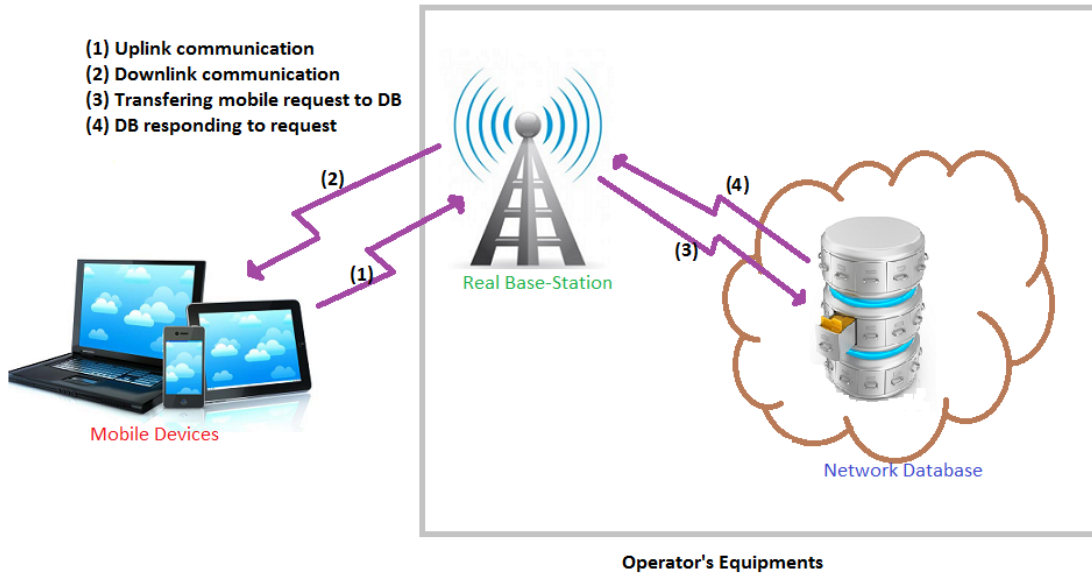 (1) Uplink communication
(2) Downlink communication
(3) Transfering mobile request to DB
(4) DB responding to request
(2)
(4)
(3)
(1)
Real Base-Station
Mobile Devices
Network Database
Operator's Equipments